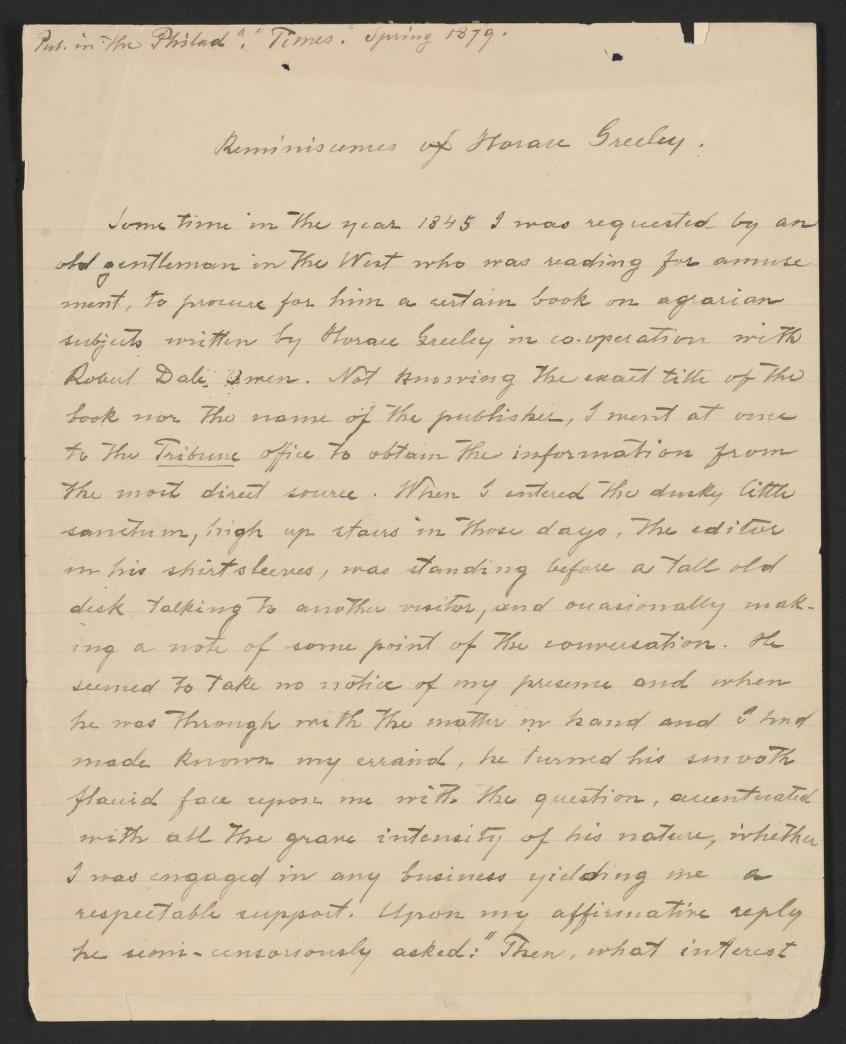 Pub. in the Philad". "Times." Spring 1879.
Reminiscences of Horace Greeley.
Some time in the year 1845 I was requested by an
old gentleman in the West who was reading for amuse
ment, to procure for him a certain book on agrarian
subjects written by Horace Greeley in co-operation with
Robert Dale Owen. Not knowing the exact title of the
book nor the name of the publisher, I went at once
to the Tribune office to obtain the information from
the most direct source. When I entered the dusky little
sanctum, high up stairs in those days, the editor
in his shirtsleeves, was standing before a tall old
desk talking to another visitor, and occasionally mak-
ing a note of some point of the conversation. He
seemed to take no notice of my presence and when
he was through with the matter in hand and I had
made known my errand, he turned his smooth
flaccid face upon me with the question, accentuated
with all the grave intensity of his nature, whether
I was engaged in any business yielding me a
respectable support. Upon my affirmative reply
he semi-censoriously asked: "Then, what interest